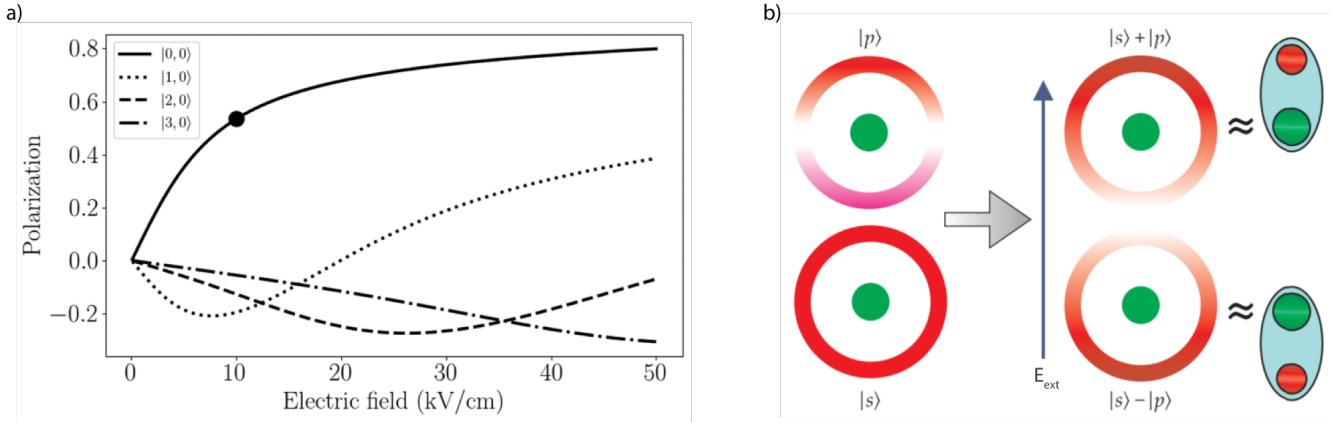 a)
0.8
0.6
0.4
0.2
0.0
−0.2
Polarization
|0, 0⟩
|1, 0⟩
|2, 0⟩
|3, 0⟩
0 10 20 30 40 50
Electric field (kV/cm)
b)
|p⟩
|s⟩
E_ext
|s⟩ + |p⟩
≈
|s⟩ − |p⟩
≈